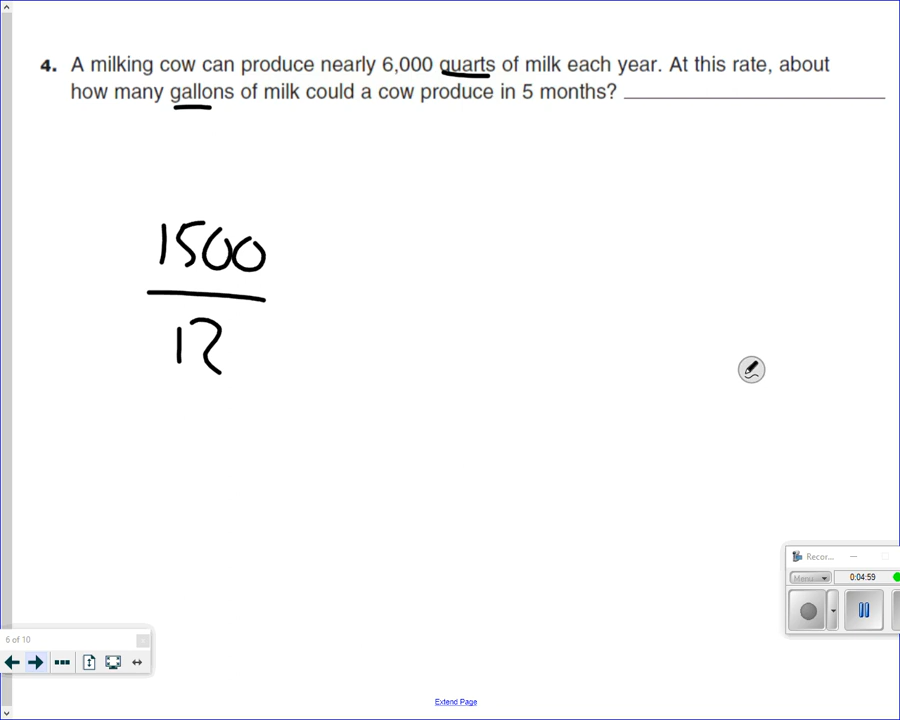 4. A milking cow can produce nearly 6,000 quarts of milk each year. At this rate, about
how many gallons of milk could a cow produce in 5 months?
1500
12
Recor...
Menu
0:04:59
6 of 10
Extend Page